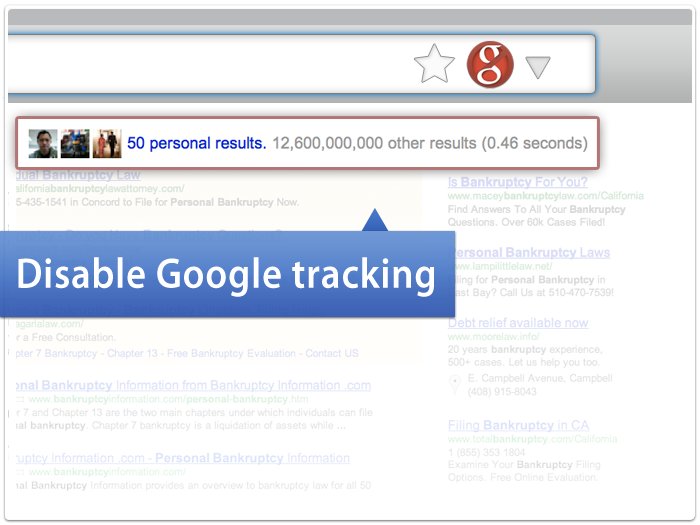 g
50 personal results. 12,600,000,000 other results (0.46 seconds)
dual Bankruptcy Law
californiabankruptcylawattorney.com/
5-435-1541 in Concord to File for Personal Bankruptcy Now.
Disable Google tracking
agarlalaw.com/
r a Free Consultation.
apter 7 Bankruptcy - Chapter 13 - Free Bankruptcy Evaluation - Contact US
onal Bankruptcy Information from Bankruptcy Information .com
www.bankruptcyinformation.com/personal-bankruptcy.htm
r 7 and Chapter 13 are the two main chapters under which individuals can file
nal bankruptcy. Chapter 7 bankruptcy is a liquidation of assets while ...
ruptcy Information .com - Personal Bankruptcy Information
www.bankruptcyinformation.com/
nal Bankruptcy Information provides an overview to bankruptcy law for all 50
Is Bankruptcy For You?
www.maceybankruptcylaw.com/California
Find Answers To All Your Bankruptcy
Questions. Over 60k Cases Filed!
Personal Bankruptcy Laws
www.lampilittlelaw.net/
iling for Personal Bankruptcy in
East Bay? Call Us at 510-470-7539!
Debt relief available now
www.moorelaw.info/
20 years bankruptcy experience,
500+ cases. Let us help you too.
E. Campbell Avenue, Campbell
(408) 915-8043
Filing Bankruptcy in CA
www.totalbankruptcy.com/California
1 (855) 353 1804
Examine Your Bankruptcy Filing
Options. Free Online Evaluation.